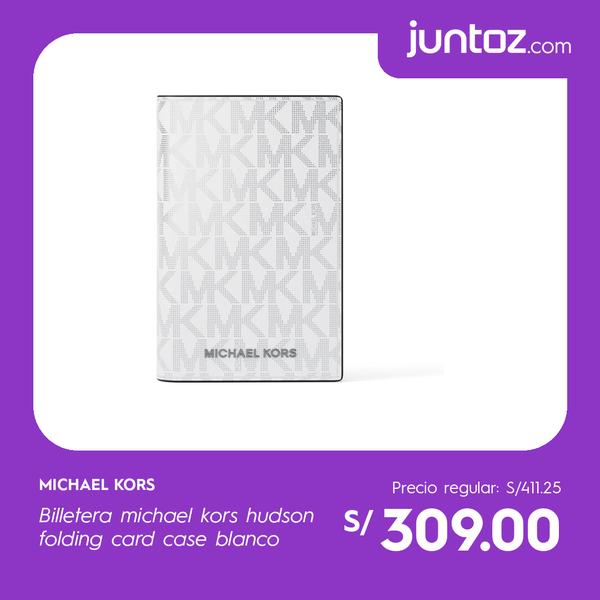 juntoz.com
MICHAEL KORS
MICHAEL KORS
Billetera michael kors hudson
folding card case blanco
Precio regular: S/411.25
S/ 309.00